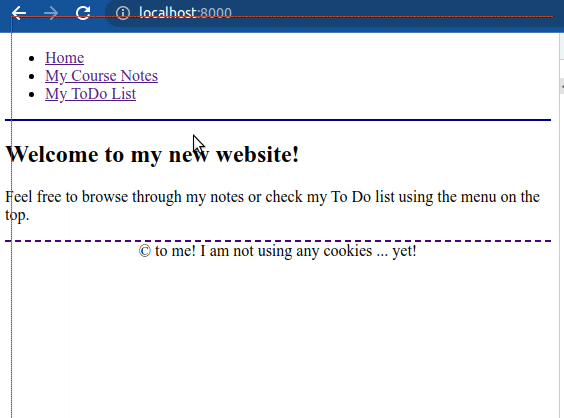 localhost:8000
Home
My Course Notes
My ToDo List
Welcome to my new website!
Feel free to browse through my notes or check my To Do list using the menu on the
top.
© to me! I am not using any cookies ... yet!